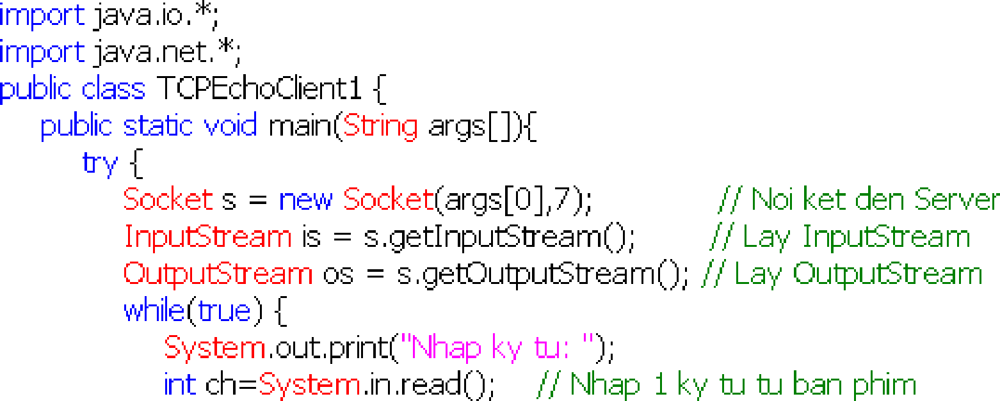 import java.io.*;
import java.net.*;
public class TCPEchoClient1 {
public static void main(String args[]){
try {
Socket s = new Socket(args[0],7); // Noi ket den Server
InputStream is = s.getInputStream(); // Lay InputStream
OutputStream os = s.getOutputStream(); // Lay OutputStream
while(true) {
System.out.print("Nhap ky tu: ");
int ch=System.in.read(); // Nhap 1 ky tu tu ban phim